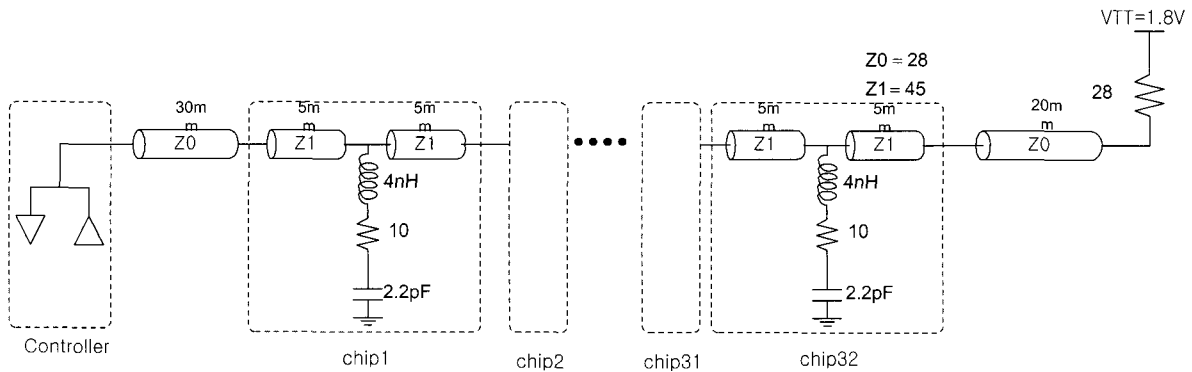 VTT=1.8V
Z0 = 28
Z1 = 45
28
30m
m
Z0
5m
m
Z1
5m
m
Z1
5m
m
Z1
5m
m
Z1
20m
m
Z0
4nH
10
2.2pF
4nH
10
2.2pF
Controller
chip1
chip2
chip31
chip32